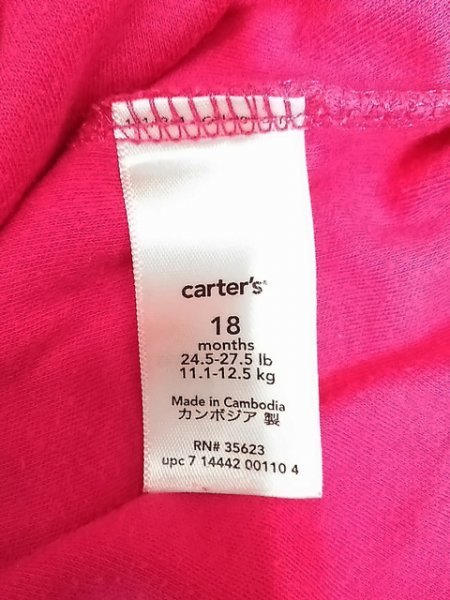 carter's
18
months
24.5-27.5 lb
11.1-12.5 kg
Made in Cambodia
カンボジア 製
RN# 35623
upc 7 14442 00110 4